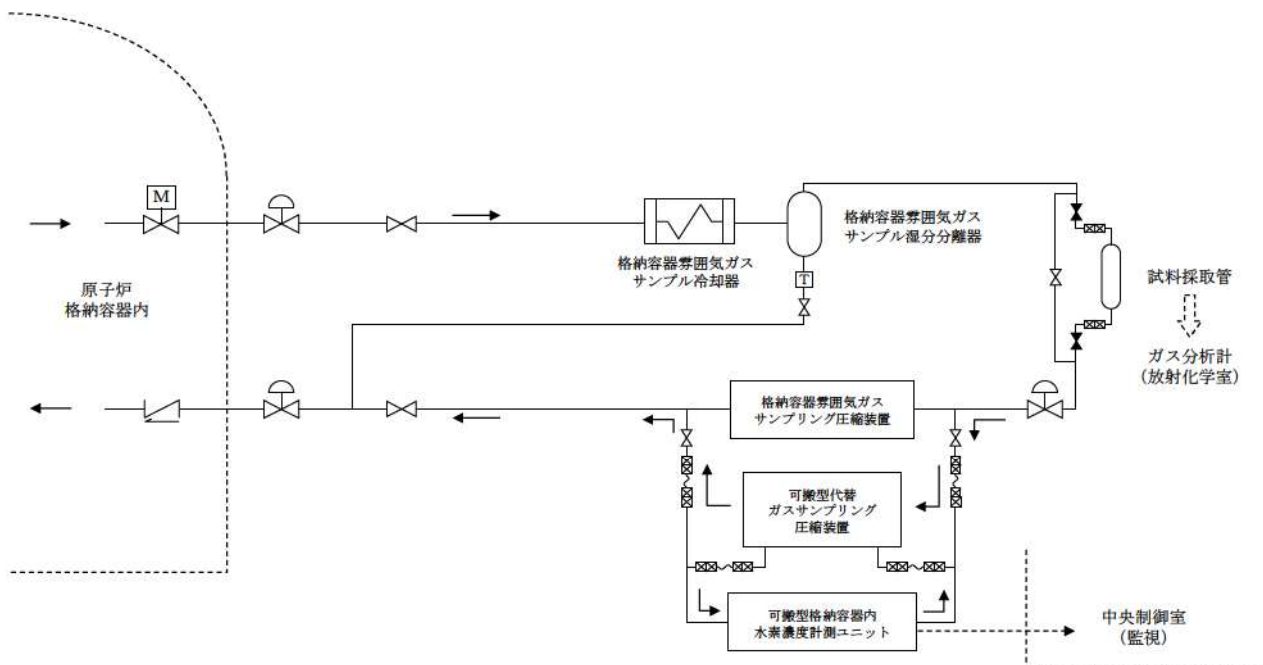 M
格納容器雰囲気ガス
サンプル湿分分離器
格納容器雰囲気ガス
サンプル冷却器
T
試料採取管
ガス分析計
（放射化学室）
原子炉
格納容器内
格納容器雰囲気ガス
サンプリング圧縮装置
可搬型代替
ガスサンプリング
圧縮装置
可搬型格納容器内
水素濃度計測ユニット
中央制御室
（監視）